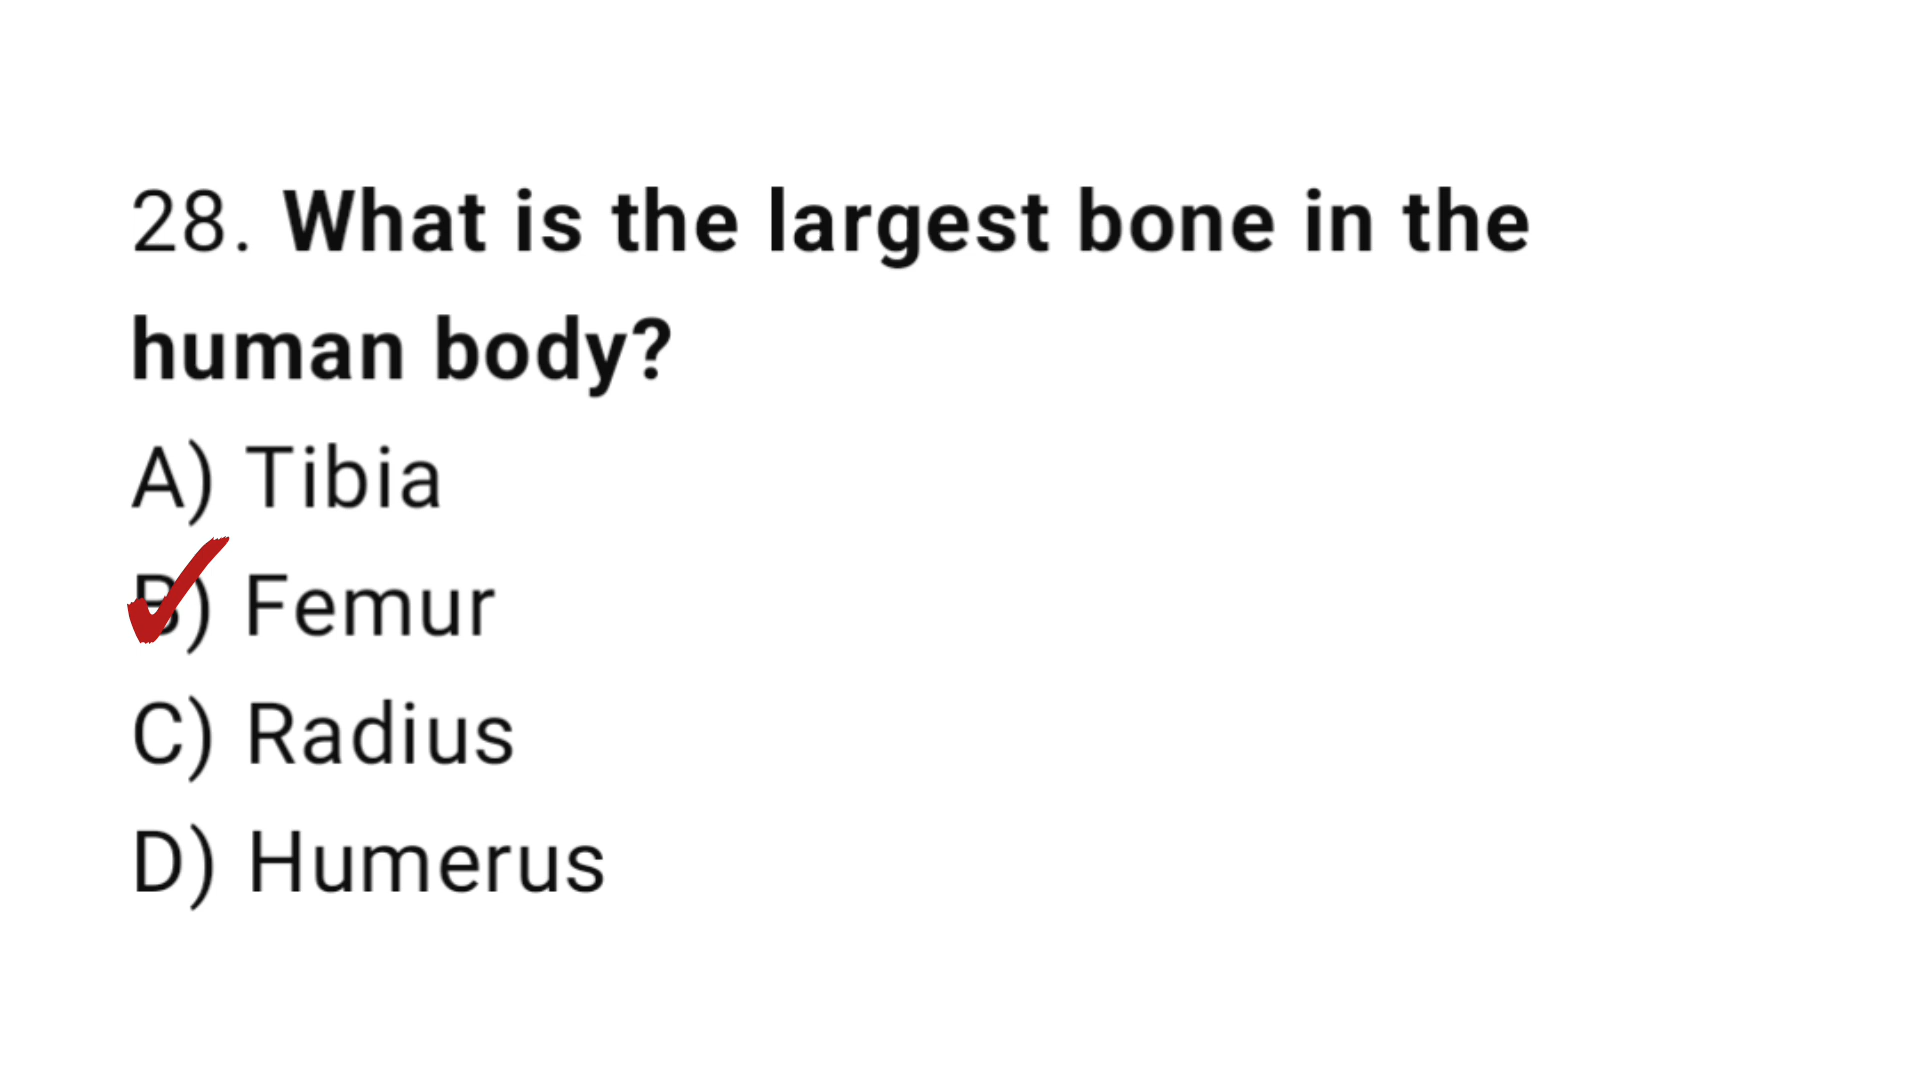 28. What is the largest bone in the
human body?
A) Tibia
B) Femur
C) Radius
D) Humerus